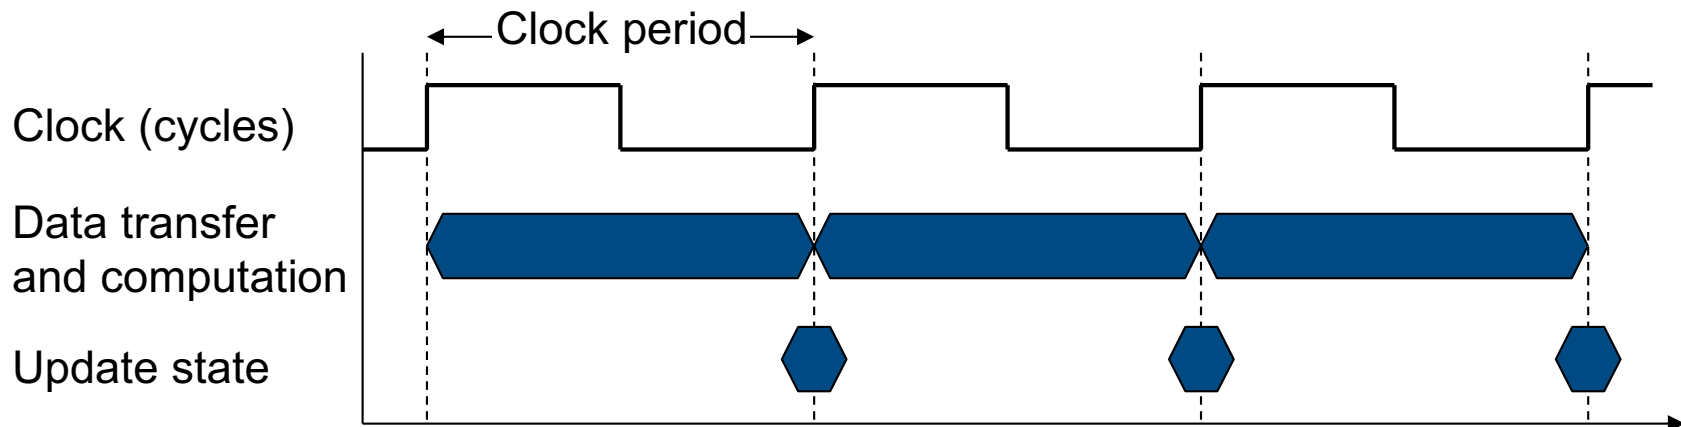 Clock period
Clock (cycles)
Data transfer
and computation
Update state